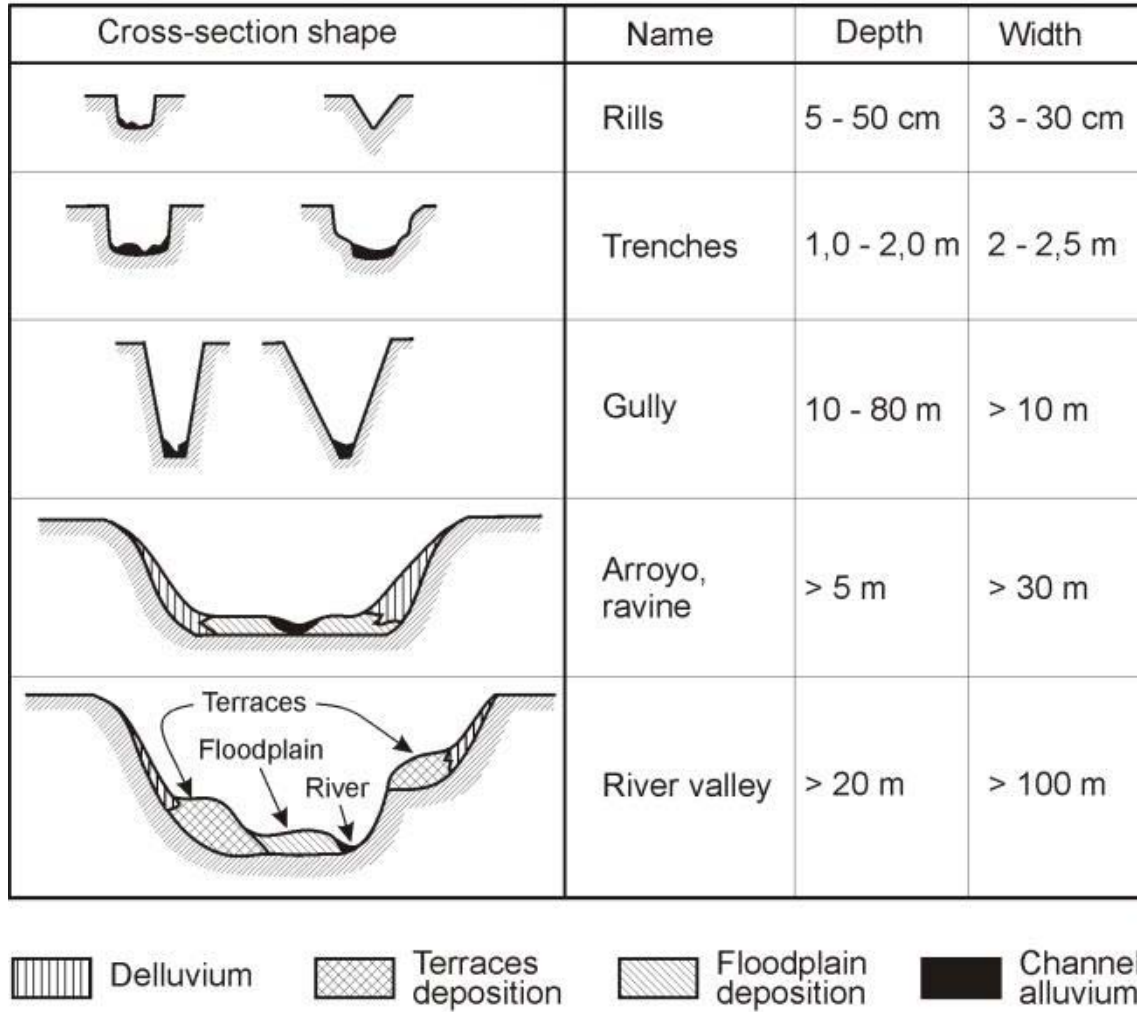 Cross-section shape Name Depth Width
Rills 5 - 50 cm 3 - 30 cm
Trenches 1,0 - 2,0 m 2 - 2,5 m
Gully 10 - 80 m > 10 m
Arroyo,
ravine > 5 m > 30 m
Terraces
Floodplain
River
River valley > 20 m > 100 m
Delluvium
Terraces
deposition
Floodplain
deposition
Channel
alluvium